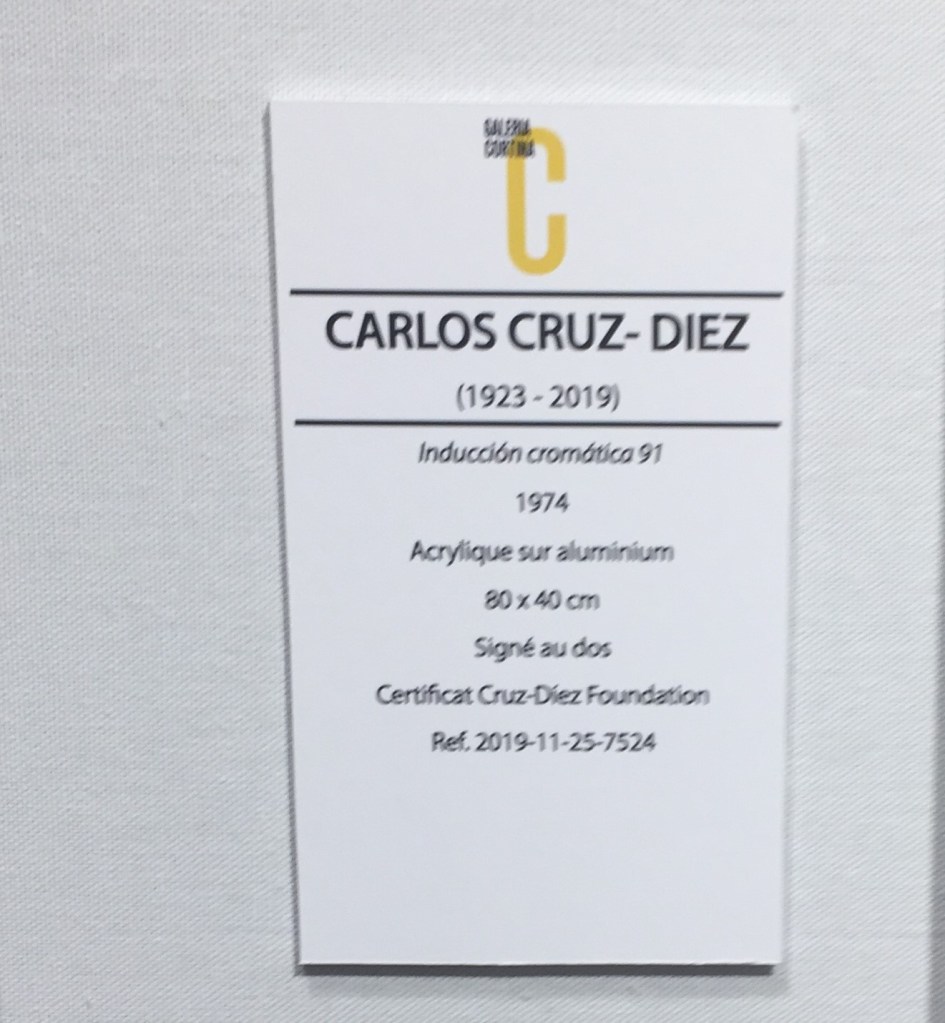 GALERIA
CORTINA
C
CARLOS CRUZ- DIEZ
(1923 - 2019)
Inducción cromática 91
1974
Acrylique sur aluminium
80 x 40 cm
Signé au dos
Certificat Cruz-Díez Foundation
Ref. 2019-11-25-7524